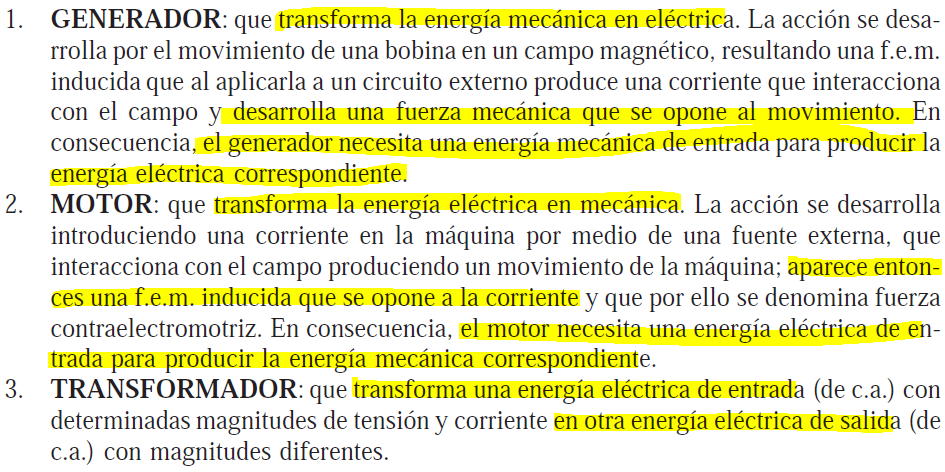 1. GENERADOR: que transforma la energía mecánica en eléctrica. La acción se desa-
rrolla por el movimiento de una bobina en un campo magnético, resultando una f.e.m.
inducida que al aplicarla a un circuito externo produce una corriente que interacciona
con el campo y desarrolla una fuerza mecánica que se opone al movimiento. En
consecuencia, el generador necesita una energía mecánica de entrada para producir la
energía eléctrica correspondiente.
2. MOTOR: que transforma la energía eléctrica en mecánica. La acción se desarrolla
introduciendo una corriente en la máquina por medio de una fuente externa, que
interacciona con el campo produciendo un movimiento de la máquina; aparece enton-
ces una f.e.m. inducida que se opone a la corriente y que por ello se denomina fuerza
contraelectromotriz. En consecuencia, el motor necesita una energía eléctrica de en-
trada para producir la energía mecánica correspondiente.
3. TRANSFORMADOR: que transforma una energía eléctrica de entrada (de c.a.) con
determinadas magnitudes de tensión y corriente en otra energía eléctrica de salida (de
c.a.) con magnitudes diferentes.